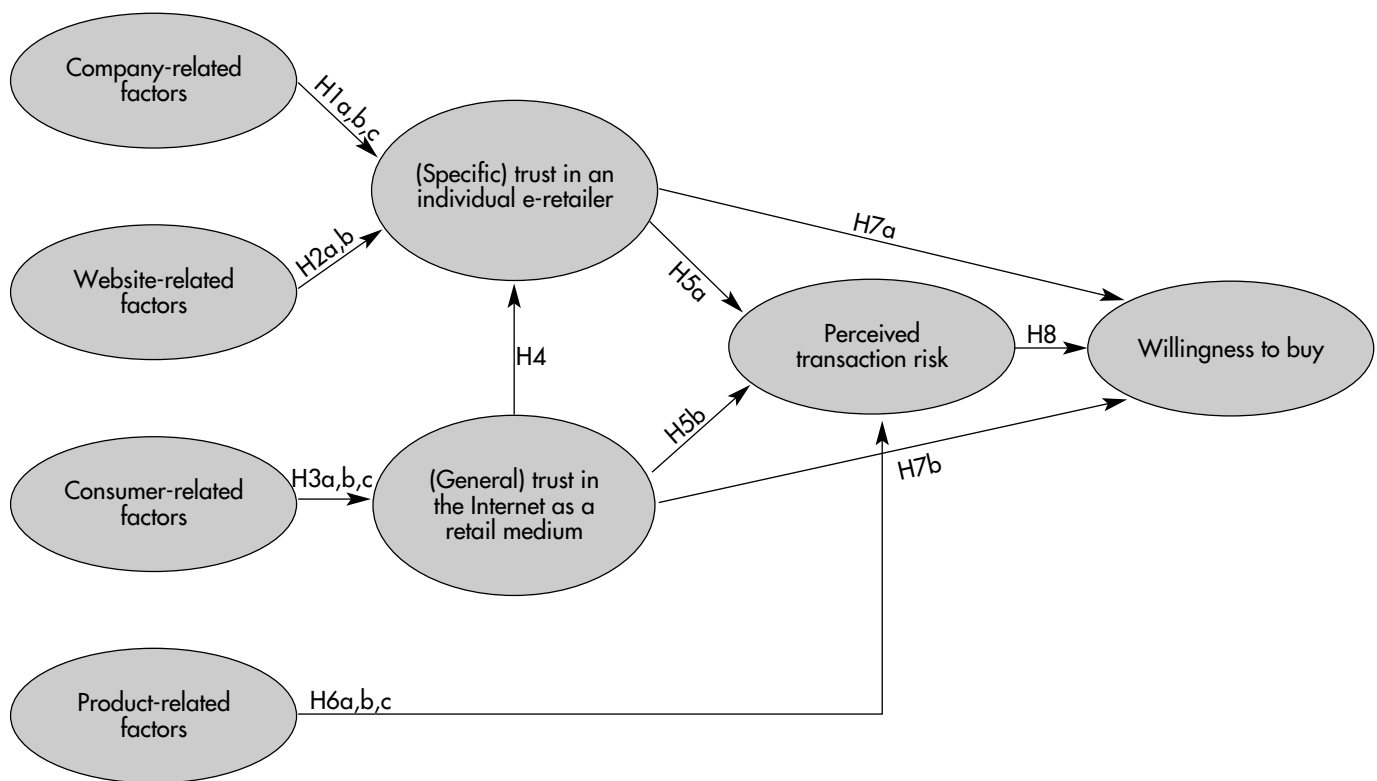 Company-related
factors
H1a,b,c
(Specific) trust in an
individual e-retailer
H7a
Website-related
factors
H2a,b
H5a
Perceived
transaction risk
H8
Willingness to buy
H4
Consumer-related
factors
H3a,b,c
(General) trust in
the Internet as a
retail medium
H5b
H7b
Product-related
factors
H6a,b,c